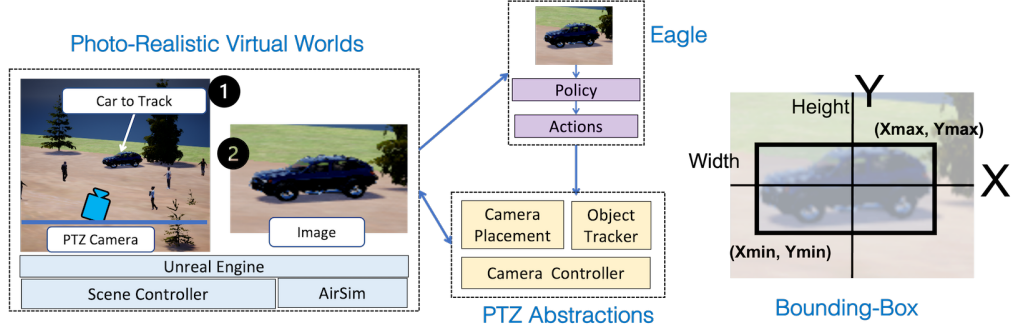 Photo-Realistic Virtual Worlds
1
Car to Track
2
PTZ Camera
Image
Unreal Engine
Scene Controller
AirSim
Eagle
Policy
Actions
Camera
Placement
Object
Tracker
Camera Controller
PTZ Abstractions
Height
Y
(Xmax, Ymax)
Width
X
(Xmin, Ymin)
Bounding-Box